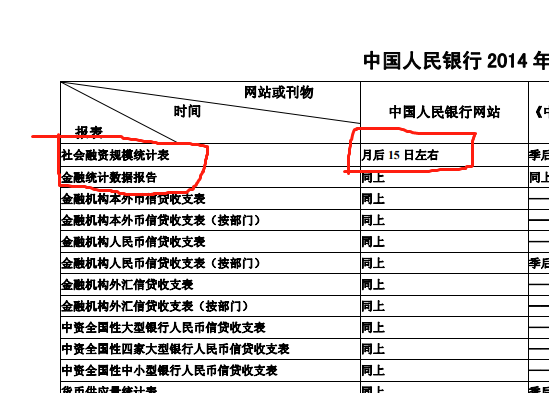 中国人民银行 2014 年
网站或刊物
时间
报表
中国人民银行网站
《中
社会融资规模统计表 月后 15 日左右 季后
金融统计数据报告 同上 同上
金融机构本外币信贷收支表 同上 —
金融机构本外币信贷收支表（按部门） 同上 —
金融机构人民币信贷收支表 同上 —
金融机构人民币信贷收支表（按部门） 同上 季后
金融机构外汇信贷收支表 同上 —
金融机构外汇信贷收支表（按部门） 同上 —
中资全国性大型银行人民币信贷收支表 同上 —
中资全国性四家大型银行人民币信贷收支表 同上 —
中资全国性中小型银行人民币信贷收支表 同上 —
货币供应量统计表 同上 季后